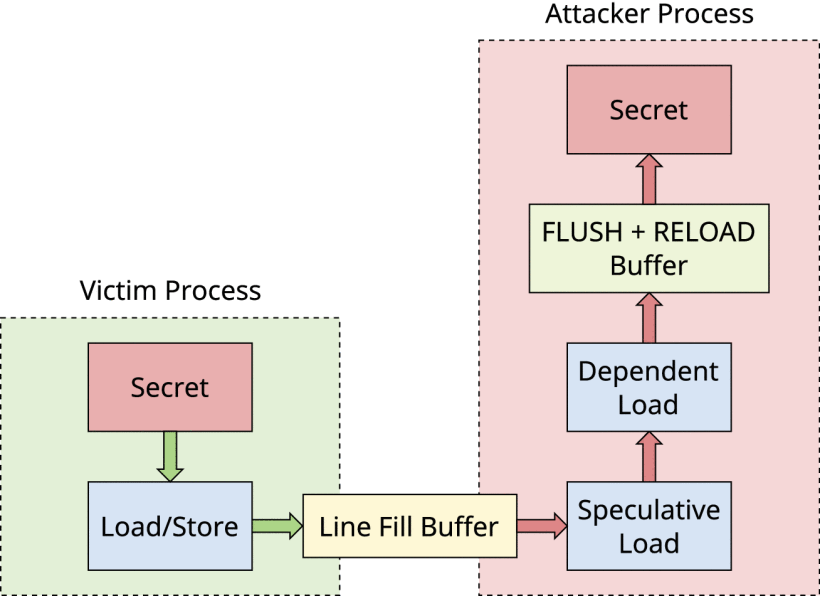 Attacker Process
Secret
FLUSH + RELOAD
Buffer
Victim Process
Secret
Dependent
Load
Load/Store
Line Fill Buffer
Speculative
Load